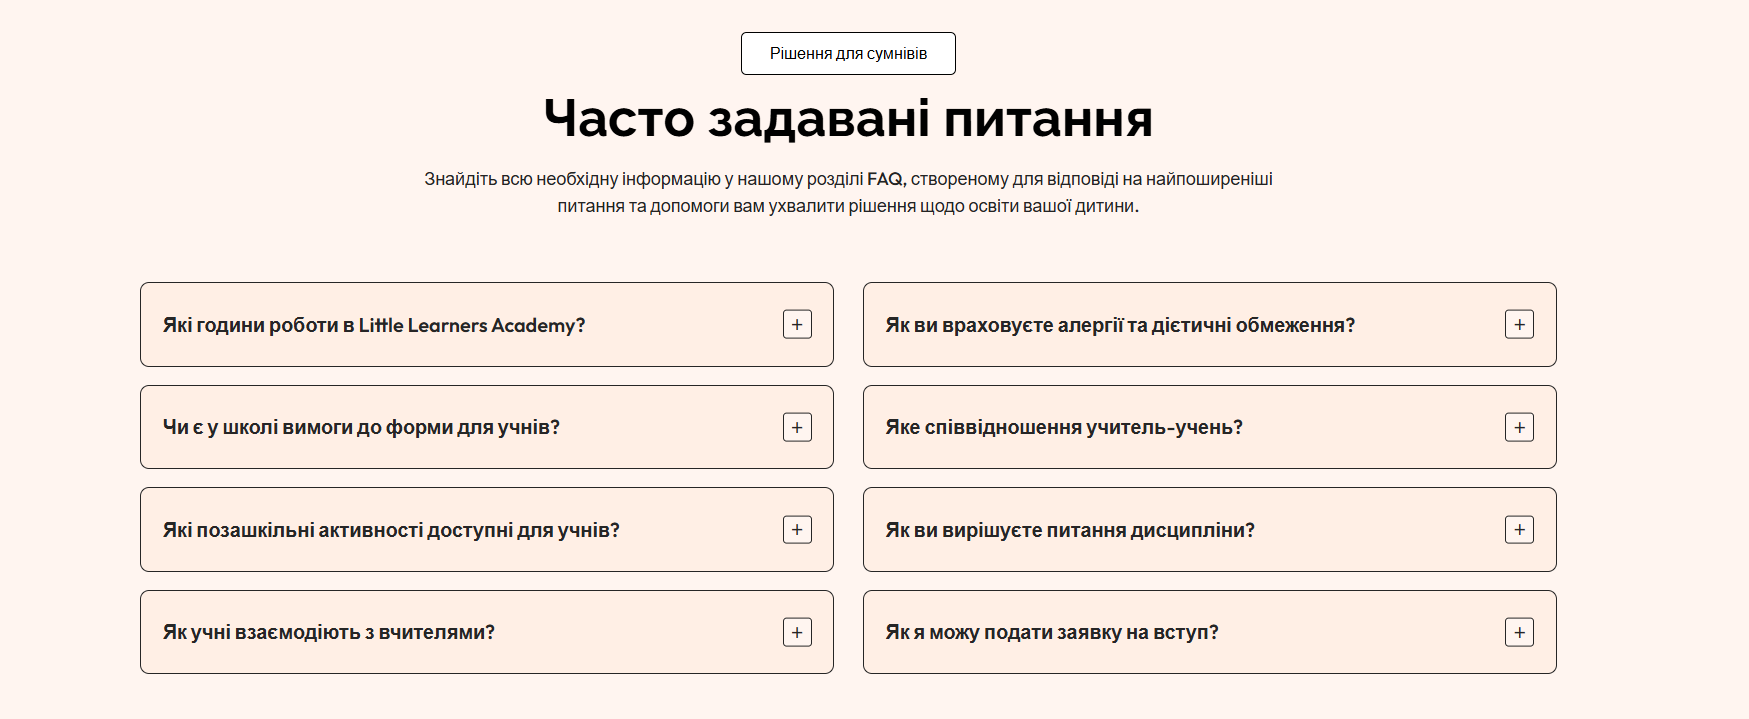 Рішення для сумнівів
Часто задавані питання
Знайдіть всю необхідну інформацію у нашому розділі FAQ, створеному для відповіді на найпоширеніші
питання та допомоги вам ухвалити рішення щодо освіти вашої дитини.
Які години роботи в Little Learners Academy?
Чи є у школі вимоги до форми для учнів?
Які позашкільні активності доступні для учнів?
Як учні взаємодіють з вчителями?
Як ви враховуєте алергії та дієтичні обмеження?
Яке співвідношення учитель-учень?
Як ви вирішуєте питання дисципліни?
Як я можу подати заявку на вступ?